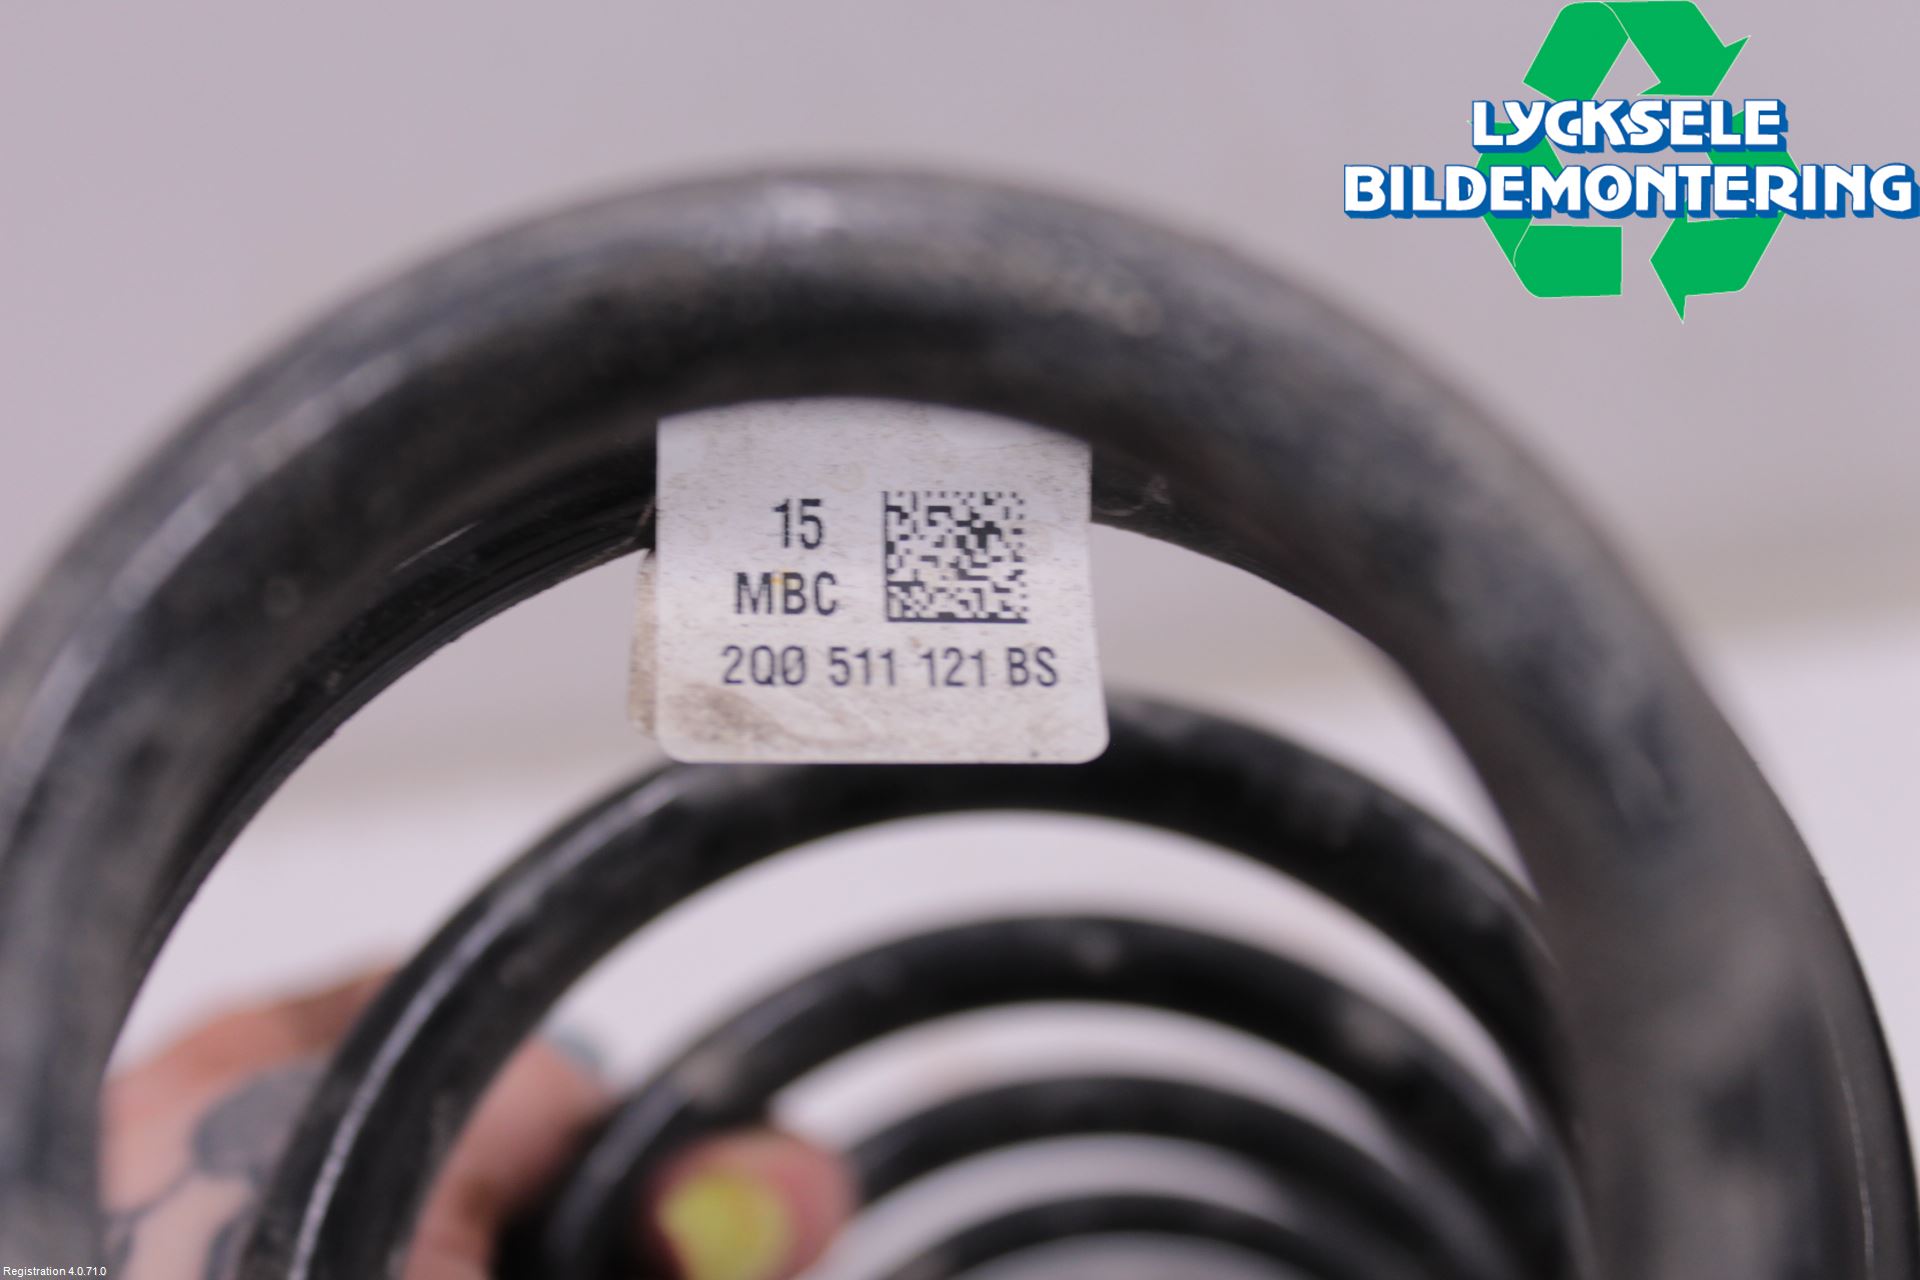 LYCKSELE
BILDEMONTERING
15
MBC
2Q0 511 121 BS
Registration 4.0.71.0